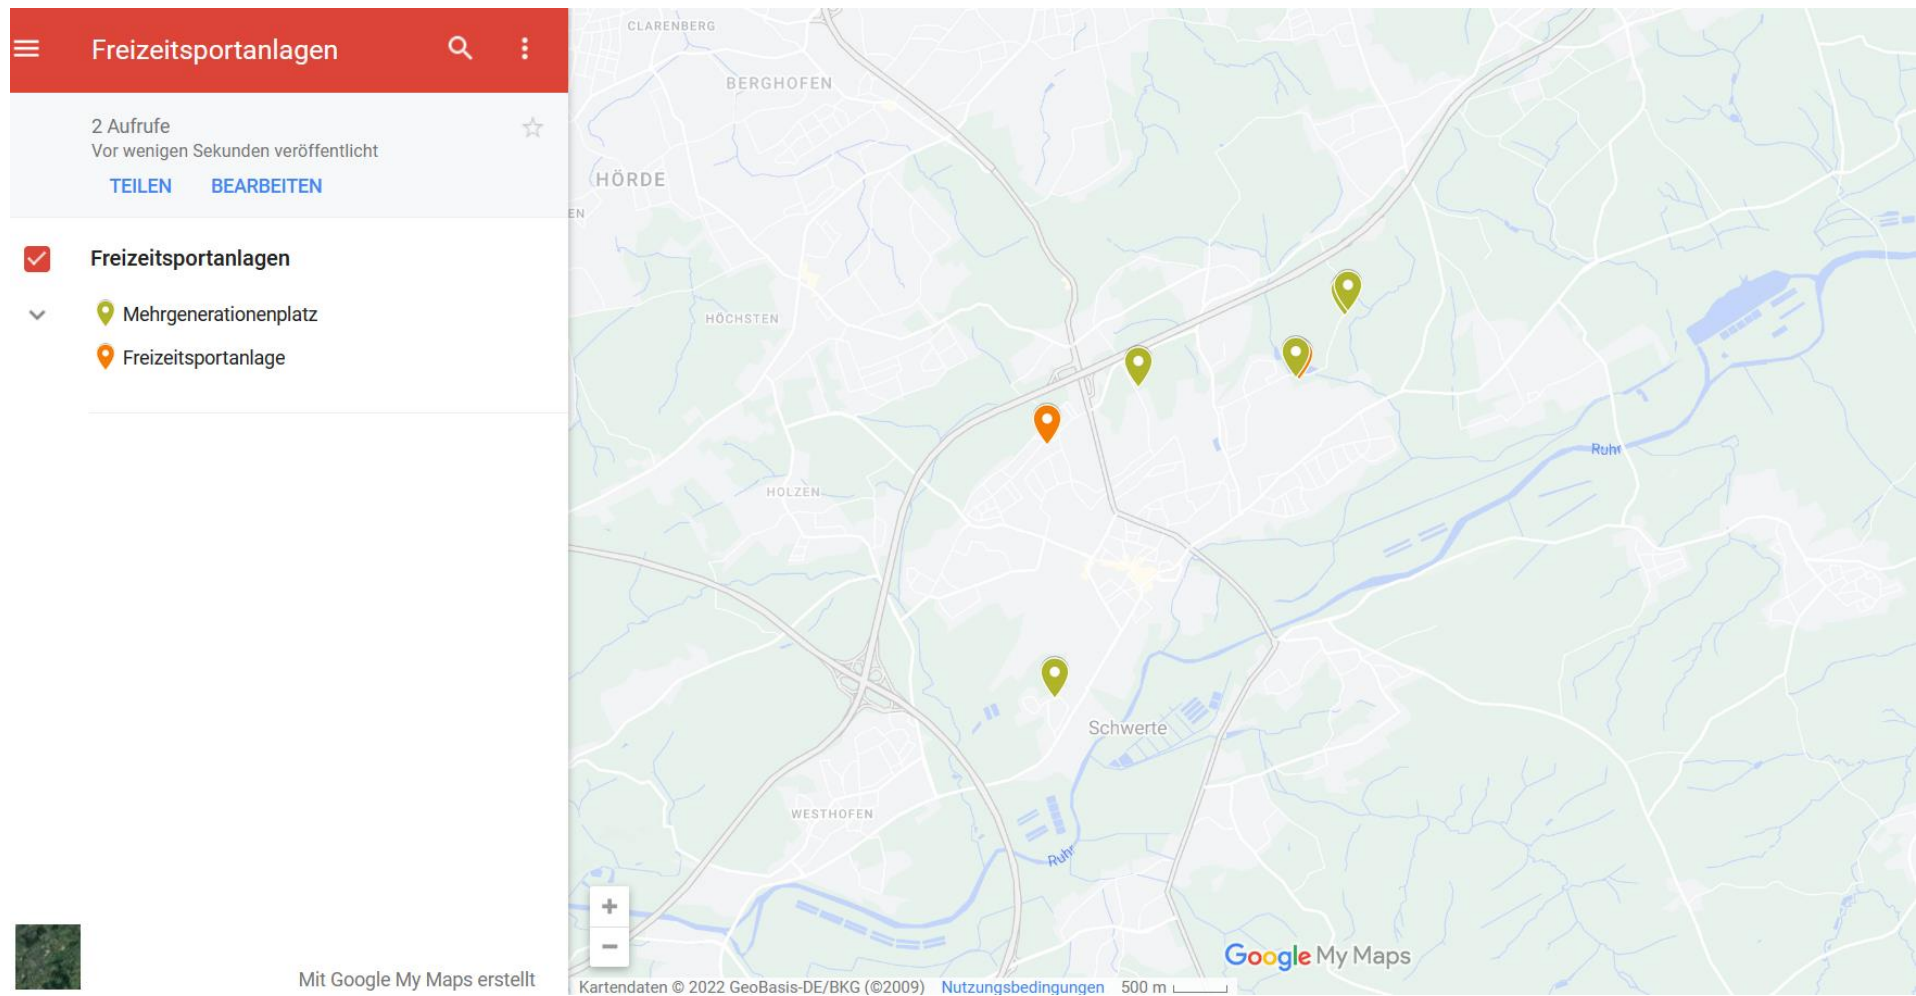 Freizeitsportanlagen
2 Aufrufe
Vor wenigen Sekunden veröffentlicht
TEILEN BEARBEITEN
Freizeitsportanlagen
Mehrgenerationenplatz
Freizeitsportanlage
Mit Google My Maps erstellt
CLARENBERG
BERGHOFEN
HÖRDE
EN
HÖCHSTEN
HOLZEN
Ruhr
Schwerte
WESTHOFEN
Ruhr
+
−
Google My Maps
Kartendaten © 2022 GeoBasis-DE/BKG (©2009) Nutzungsbedingungen 500 m